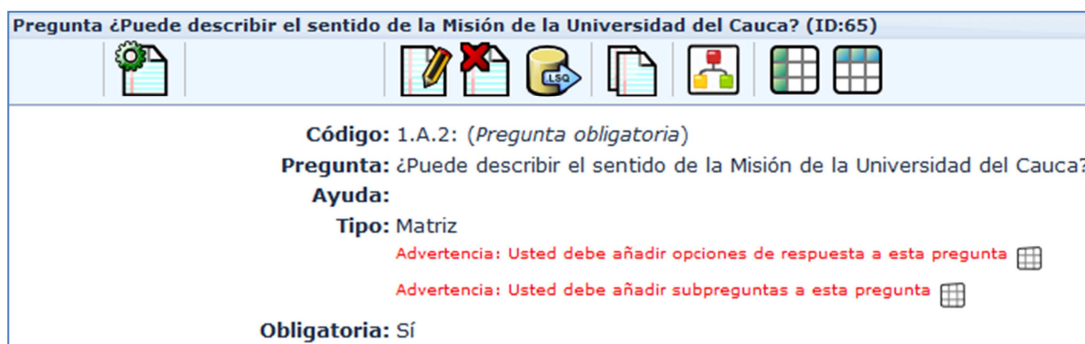 Pregunta ¿Puede describir el sentido de la Misión de la Universidad del Cauca? (ID:65)
LSQ
Código: 1.A.2: (Pregunta obligatoria)
Pregunta: ¿Puede describir el sentido de la Misión de la Universidad del Cauca?
Ayuda:
Tipo: Matriz
Advertencia: Usted debe añadir opciones de respuesta a esta pregunta
Advertencia: Usted debe añadir subpreguntas a esta pregunta
Obligatoria: Sí